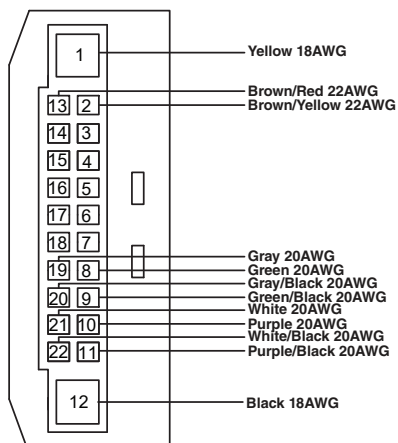 1 Yellow 18AWG
Brown/Red 22AWG
13 2 Brown/Yellow 22AWG
14 3
15 4
16 5
17 6
18 7
Gray 20AWG
19 8 Green 20AWG
Gray/Black 20AWG
20 9 Green/Black 20AWG
White 20AWG
21 10 Purple 20AWG
White/Black 20AWG
22 11 Purple/Black 20AWG
12 Black 18AWG